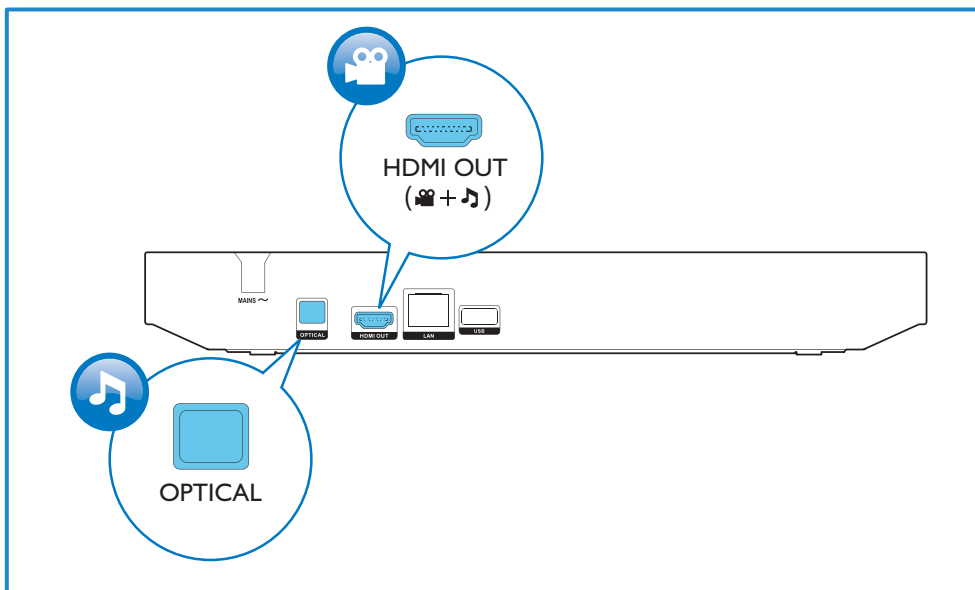 HDMI OUT
( + )
MAINS ~
OPTICAL
HDMI OUT
LAN
USB
OPTICAL